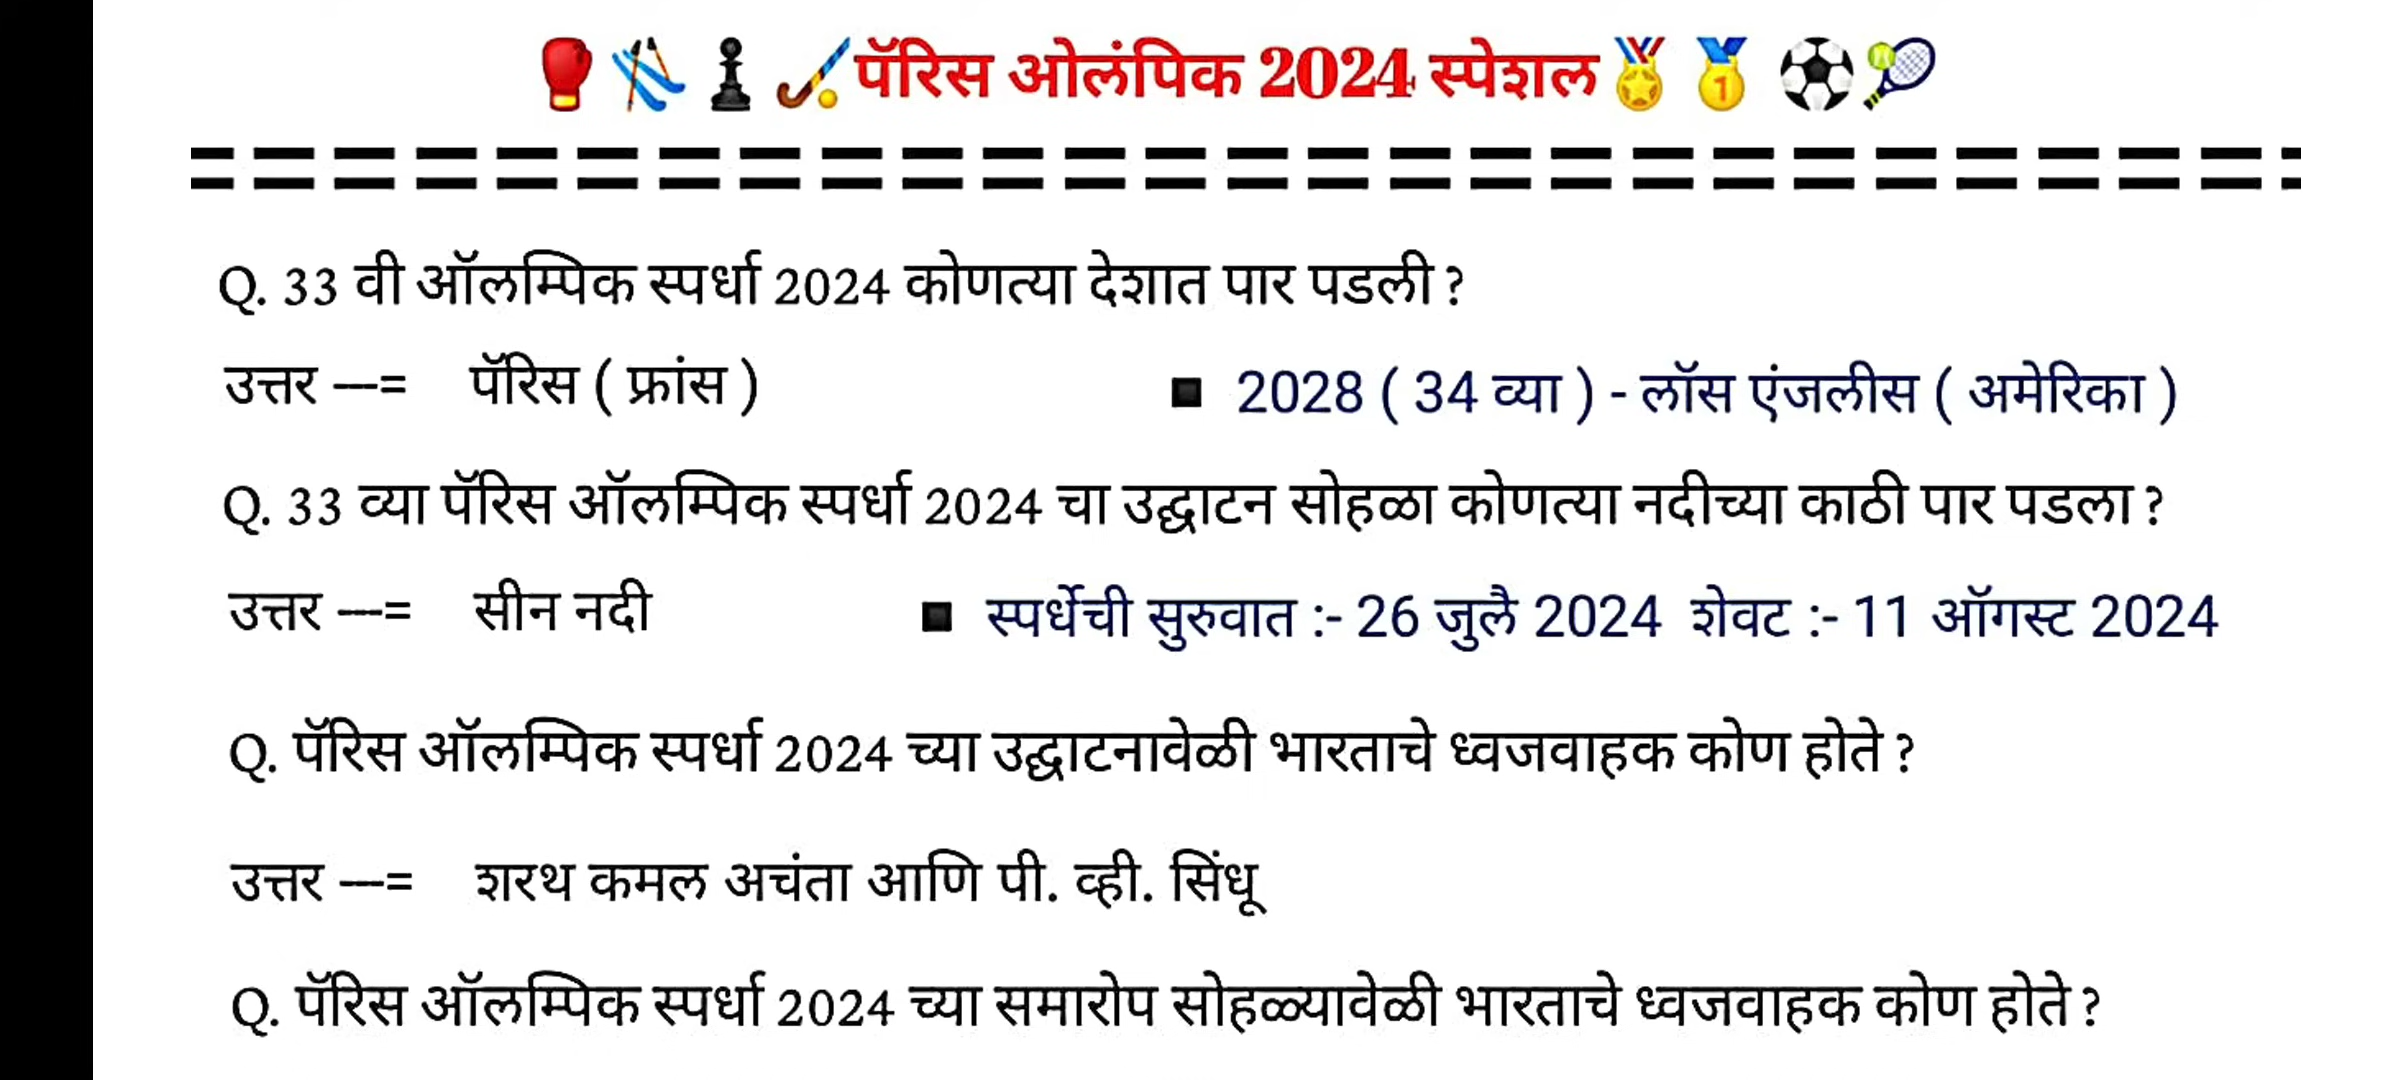 🥊🎿♟️🏑पॅरिस ओलंपिक 2024 स्पेशल🏅🥇⚽🎾
==========================
Q. 33 वी ऑलम्पिक स्पर्धा 2024 कोणत्या देशात पार पडली ?
उत्तर —= पॅरिस ( फ्रांस ) ▪ 2028 ( 34 व्या ) - लॉस एंजलीस ( अमेरिका )
Q. 33 व्या पॅरिस ऑलम्पिक स्पर्धा 2024 चा उद्घाटन सोहळा कोणत्या नदीच्या काठी पार पडला ?
उत्तर —= सीन नदी ▪ स्पर्धेची सुरुवात :- 26 जुलै 2024 शेवट :- 11 ऑगस्ट 2024
Q. पॅरिस ऑलम्पिक स्पर्धा 2024 च्या उद्घाटनावेळी भारताचे ध्वजवाहक कोण होते ?
उत्तर —= शरथ कमल अचंता आणि पी. व्ही. सिंधू
Q. पॅरिस ऑलम्पिक स्पर्धा 2024 च्या समारोप सोहळ्यावेळी भारताचे ध्वजवाहक कोण होते ?